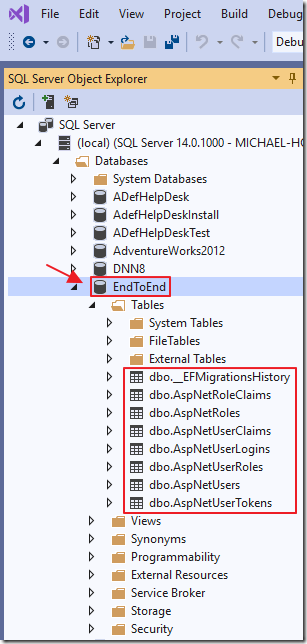 File Edit View Project Build Debug
Debu
SQL Server Object Explorer
SQL Server
(local) (SQL Server 14.0.1000 - MICHAEL-HO
Databases
System Databases
ADefHelpDesk
AdefHelpDeskInstall
ADefHelpDeskTest
AdventureWorks2012
DNN8
EndToEnd
Tables
System Tables
FileTables
External Tables
dbo.__EFMigrationsHistory
dbo.AspNetRoleClaims
dbo.AspNetRoles
dbo.AspNetUserClaims
dbo.AspNetUserLogins
dbo.AspNetUserRoles
dbo.AspNetUsers
dbo.AspNetUserTokens
Views
Synonyms
Programmability
External Resources
Service Broker
Storage
Security